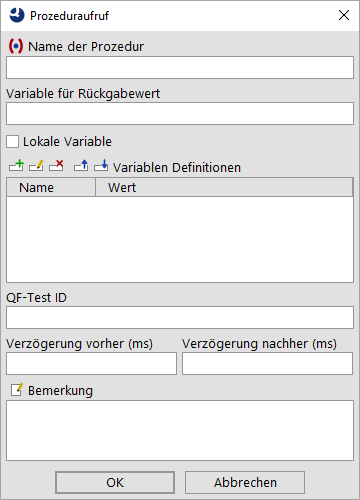 Prozeduraufruf
Name der Prozedur
Variable für Rückgabewert
Lokale Variable
Variablen Definitionen
Name Wert
QF-Test ID
Verzögerung vorher (ms) Verzögerung nachher (ms)
Bemerkung
OK Abbrechen